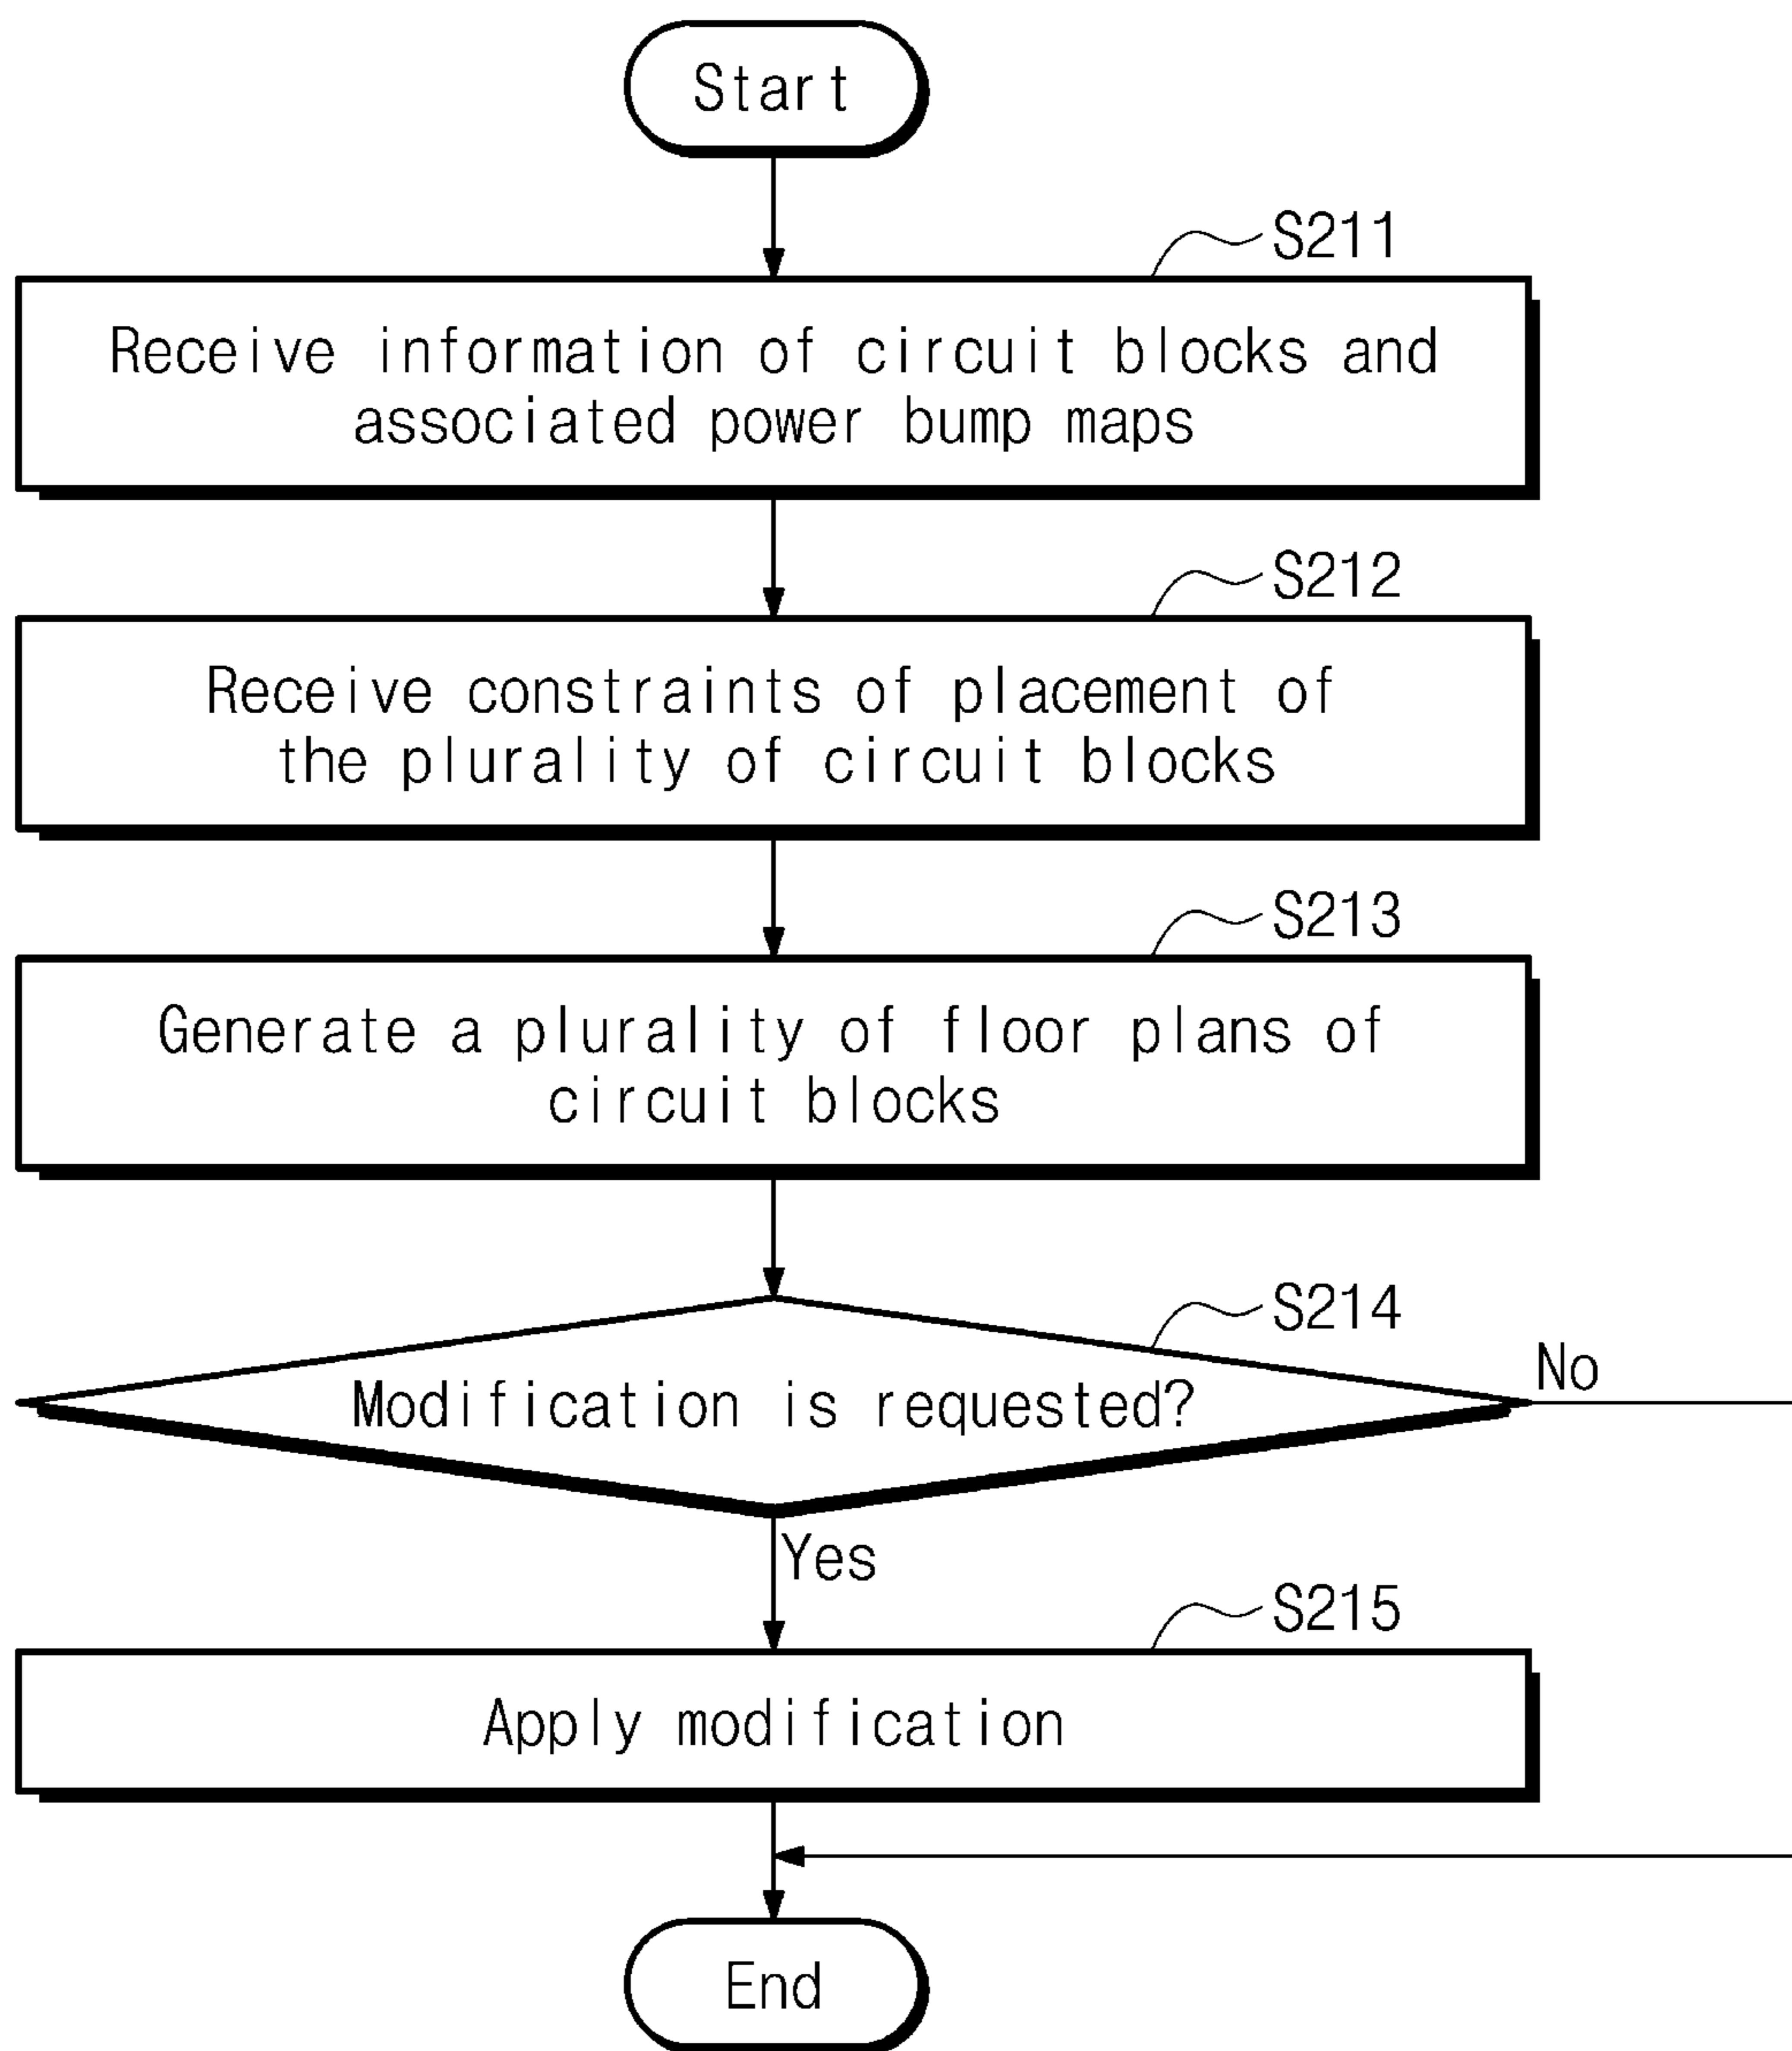 Start
S211
Receive information of circuit blocks and
associated power bump maps
S212
Receive constraints of placement of
the plurality of circuit blocks
S213
Generate a plurality of floor plans of
circuit blocks
S214
No
Modification is requested?
Yes
S215
Apply modification
End